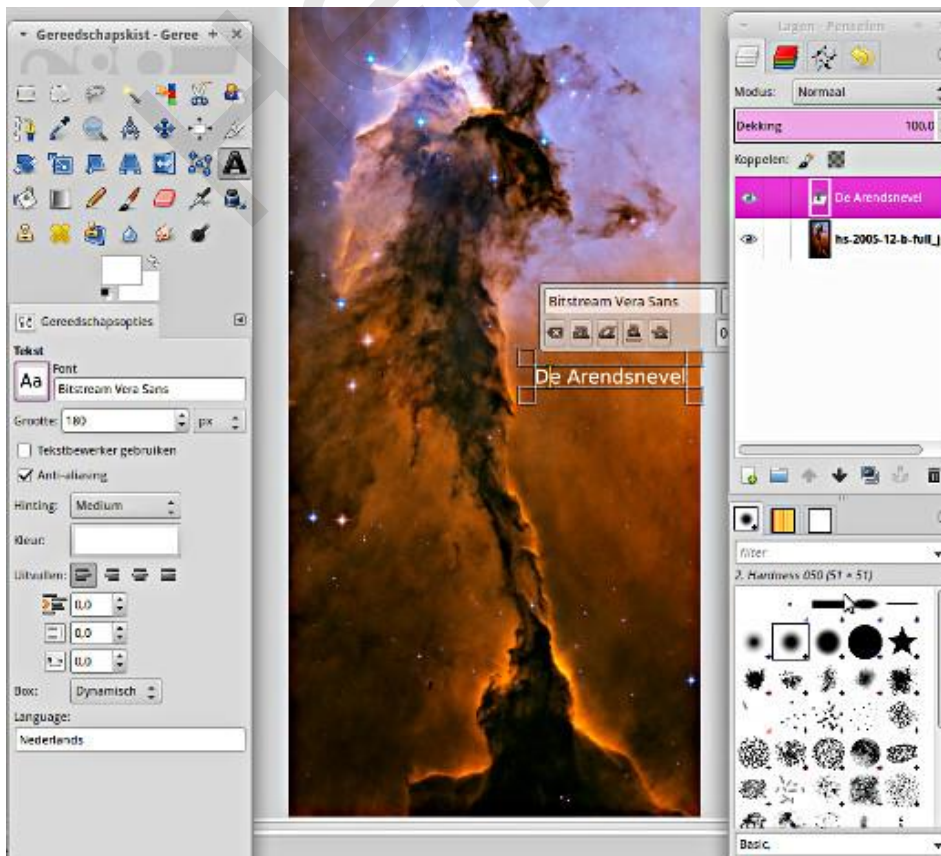 Gereedschapskist - Geree
Gereedschapsopties
Tekst
Aa
Font
Bitstream Vera Sans
Grootte: 180 px
Tekstbewerker gebruiken
Anti-aliasing
Hinting: Medium
Kleur:
Uitvullen:
0,0
0,0
0,0
Box: Dynamisch
Language:
Nederlands
Bitstream Vera Sans
De Arendsnevel
Lagen - Penselen
Modus: Normaal
Dekking 100,0
Koppelen:
De Arendsnevel
hs-2005-12-b-full_j
filter
2. Hardness 050 (51 × 51)
Basic,